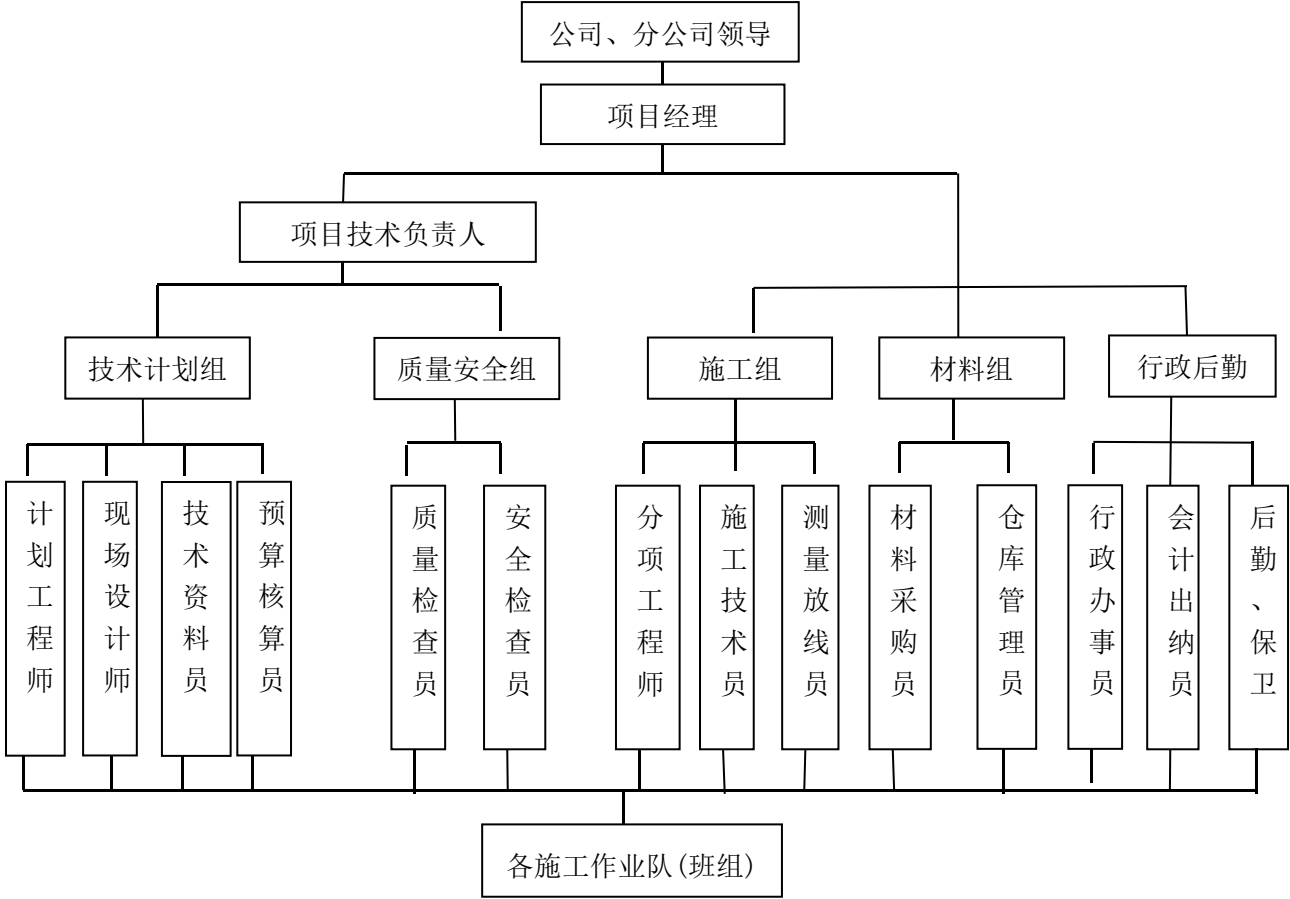 公司、分公司领导
项目经理
项目技术负责人
技术计划组
质量安全组
施工组
材料组
行政后勤
计划工程师
现场设计师
技术资料员
预算核算员
质量检查员
安全检查员
分项工程师
施工技术员
测量放线员
材料采购员
仓库管理员
行政办事员
会计出纳员
后勤、保卫
各施工作业队(班组)